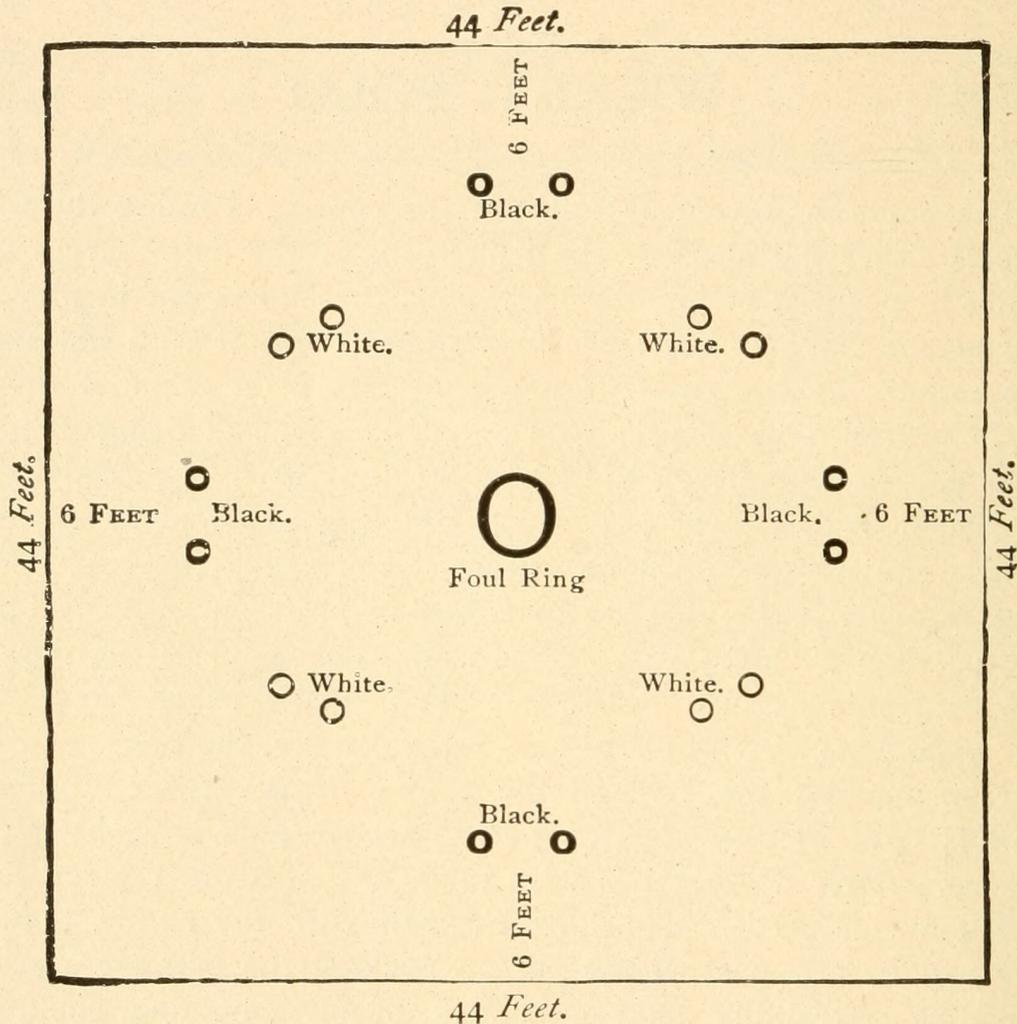 44 Feet.
6 FEET
Black.
White. White.
44 Feet.
6 FEET Black. Black. 6 FEET
44 Feet.
Foul Ring
White. White.
Black.
6 FEET
44 Feet.